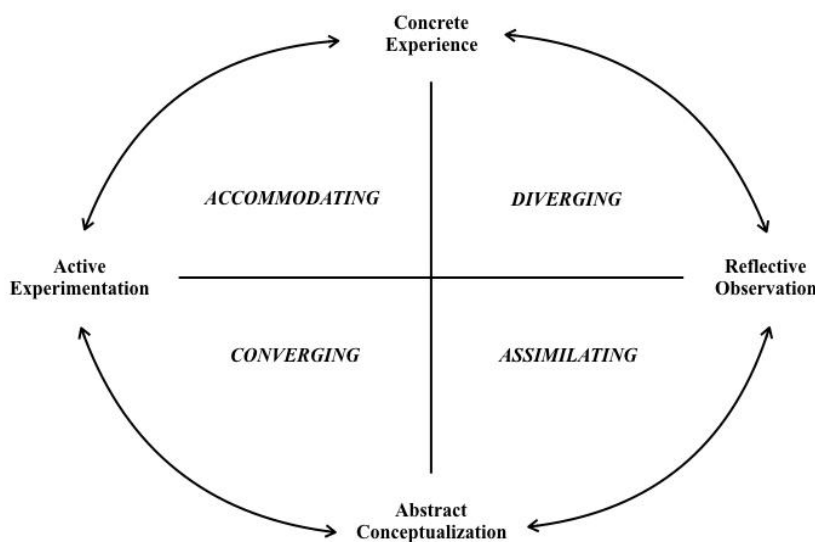 Concrete
Experience
ACCOMMODATING
DIVERGING
Active
Experimentation
Reflective
Observation
CONVERGING
ASSIMILATING
Abstract
Conceptualization